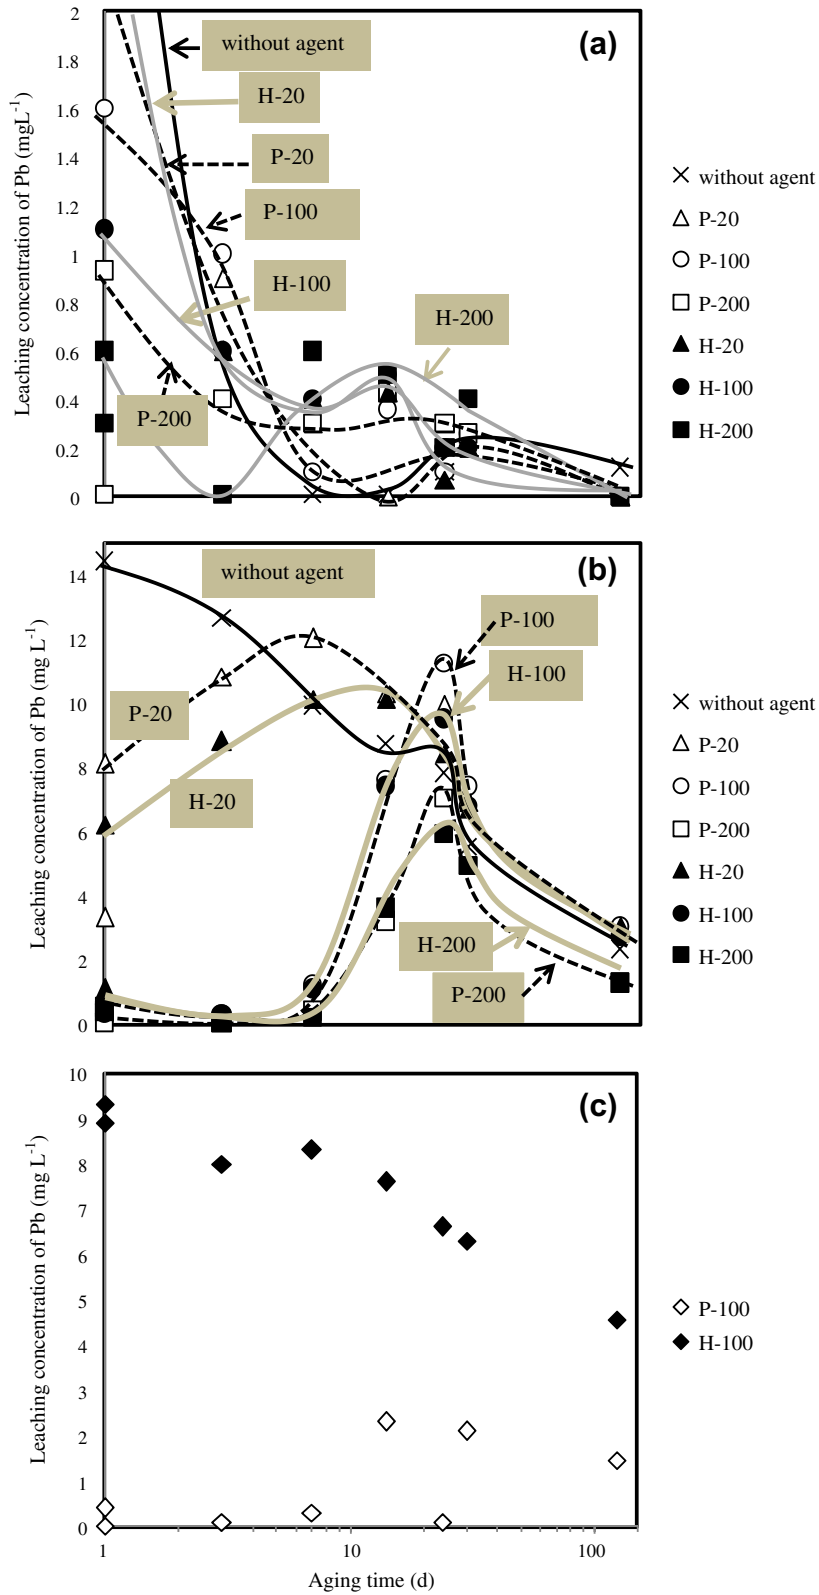 2
(a)
without agent
1.8
H-20
1.6
P-20
1.4
P-100
1.2
1
H-100
0.8
H-200
0.6
0.4
P-200
0.2
0
Leaching concentration of Pb (mgL-1)
without agent
P-20
P-100
P-200
H-20
H-100
H-200
(b)
without agent
14
P-100
12
H-100
P-20
10
H-20
8
6
4
H-200
2
P-200
0
Leaching concentration of Pb (mg L-1)
without agent
P-20
P-100
P-200
H-20
H-100
H-200
10
(c)
9
8
7
6
5
4
3
2
1
0
Leaching concentration of Pb (mg L-1)
P-100
H-100
1 10 100
Aging time (d)